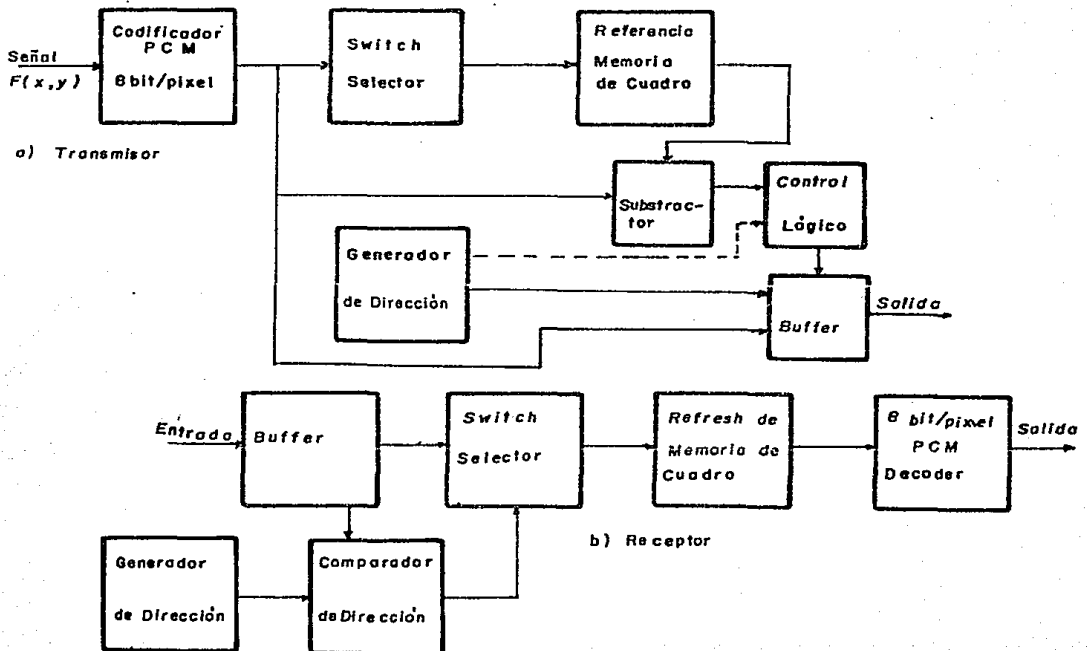 Señal
F(x,y)
Codificador
PCM
8bit/pixel
Switch
Selector
Referencia
Memoria
de Cuadro
a) Transmisor
Substrac-
tor
Control
Lógico
Generador
de Dirección
Buffer
Salida
Entrada
Buffer
Switch
Selector
Refresh de
Memoria de
Cuadro
8 bit/pixel
PCM
Decoder
Salida
b) Receptor
Generador
de Dirección
Comparador
de Dirección